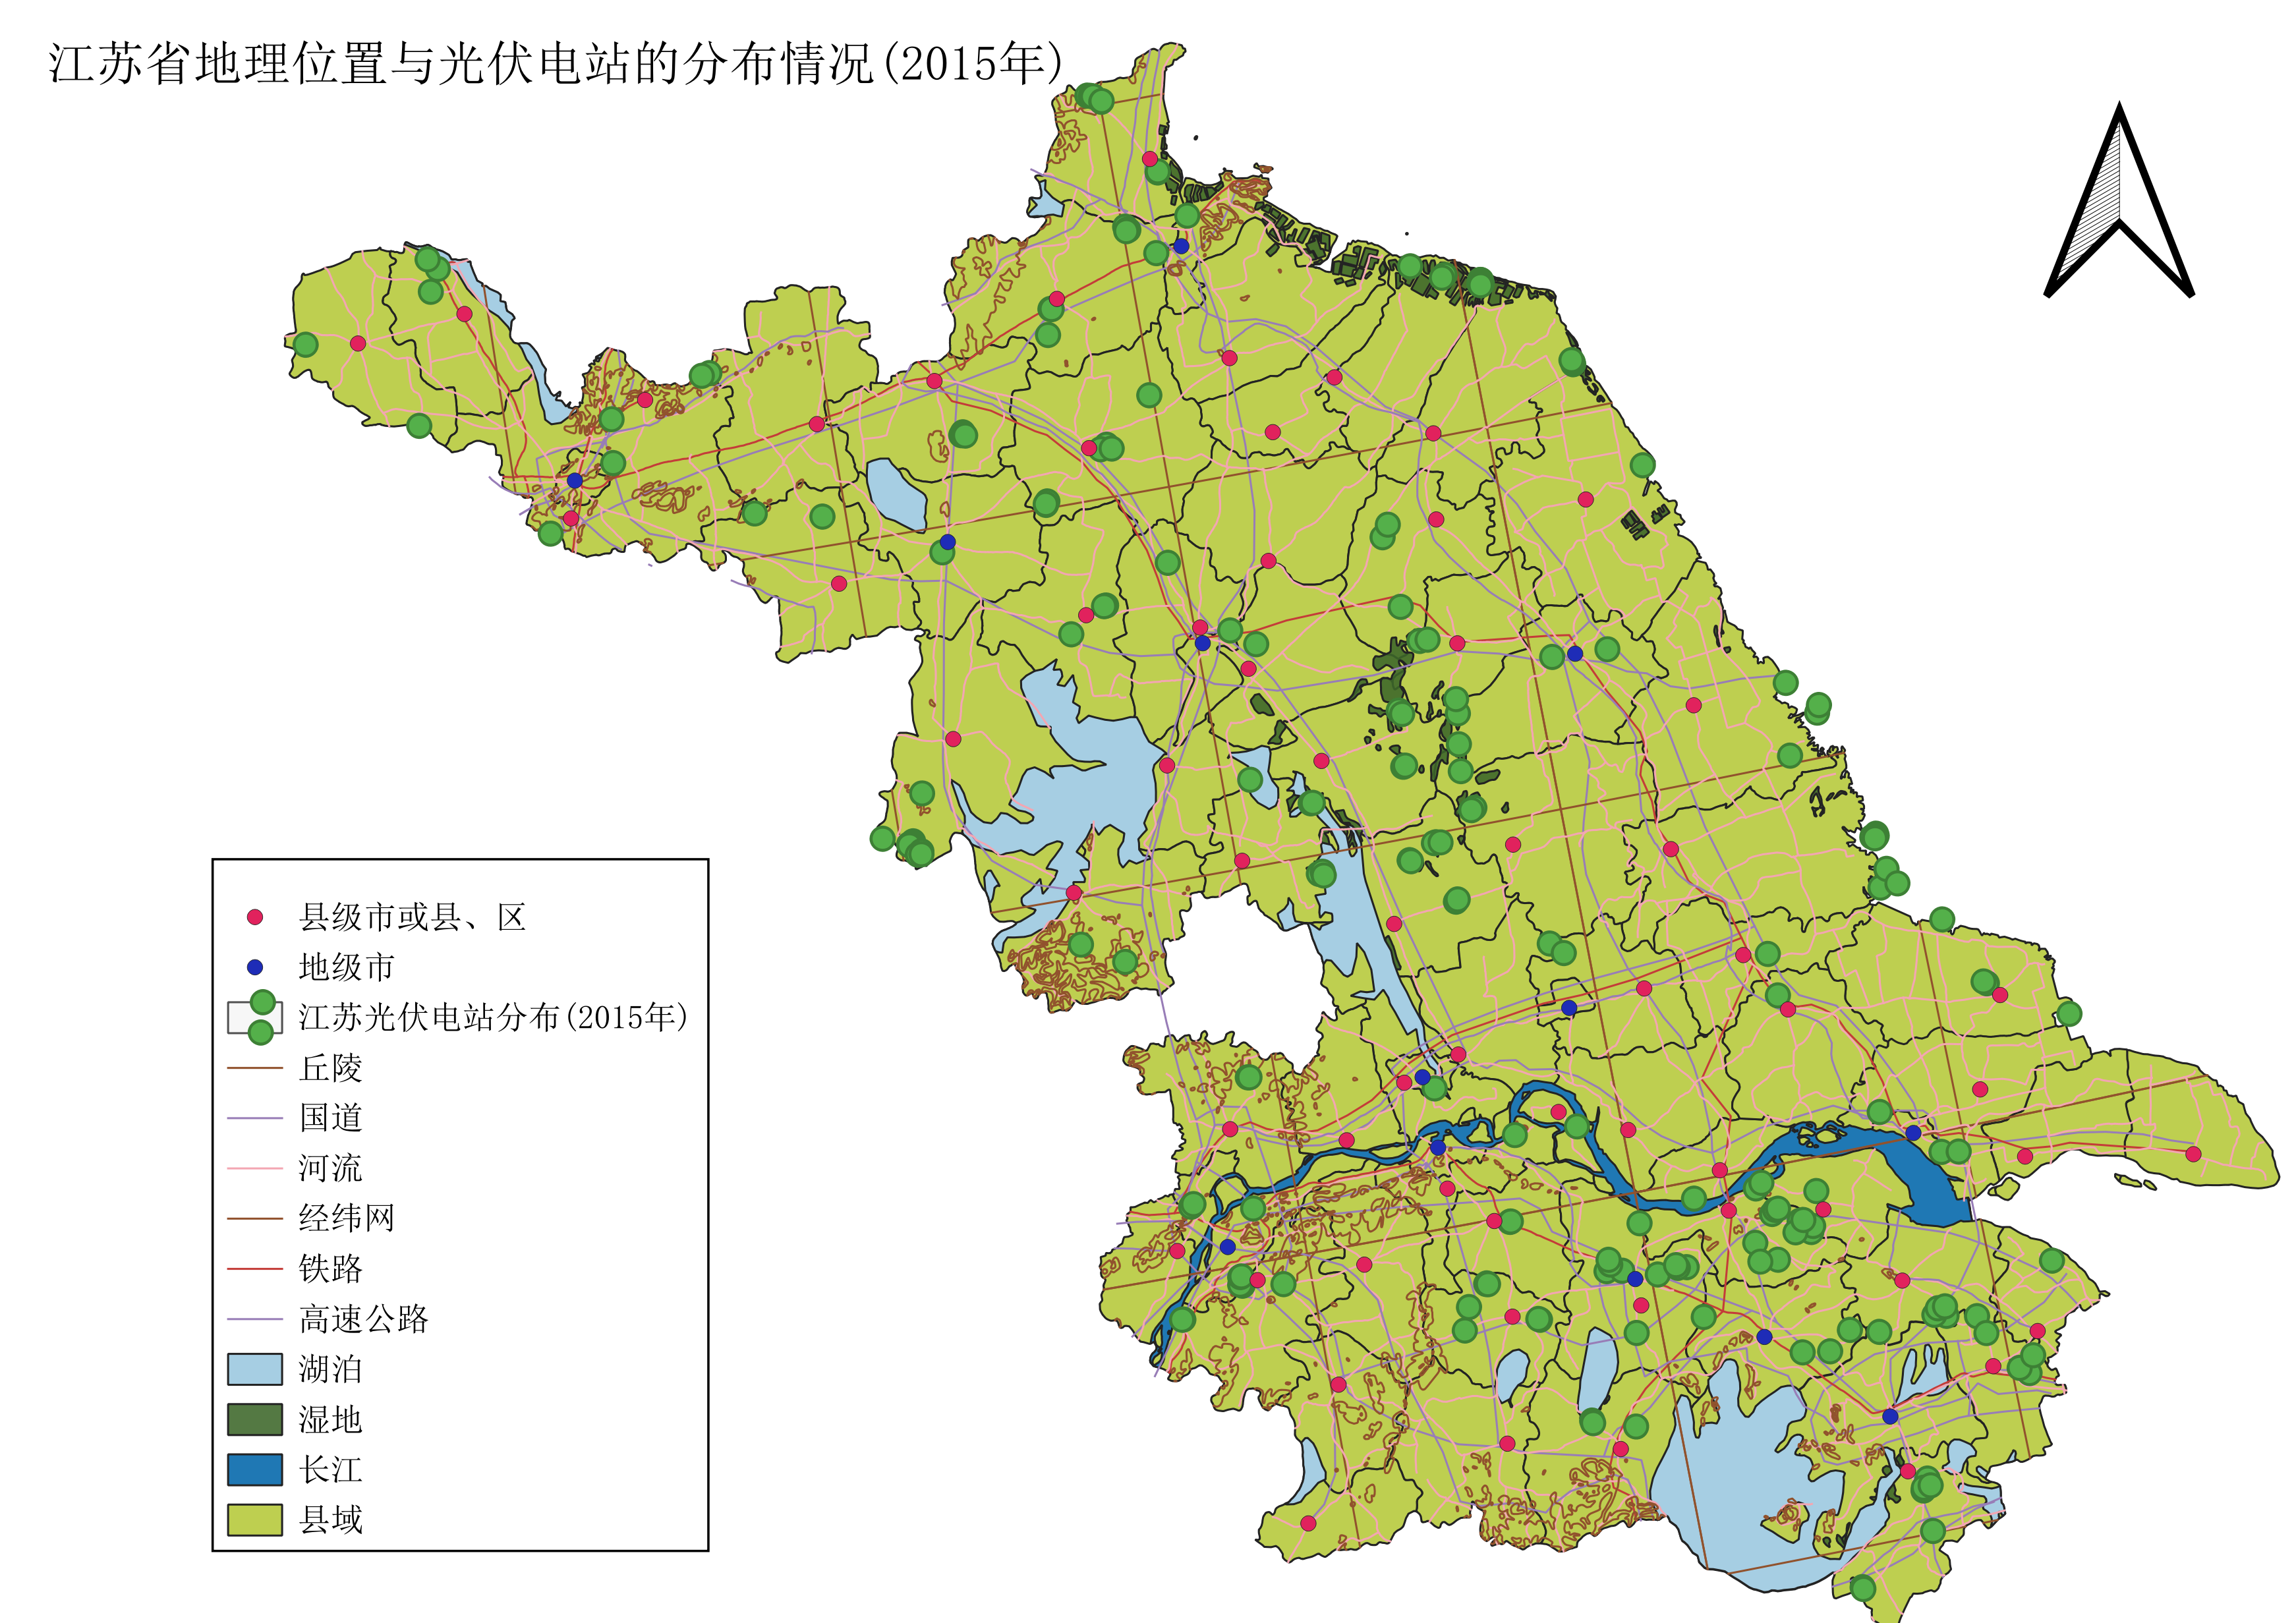 江苏省地理位置与光伏电站的分布情况(2015年)
县级市或县、区
地级市
江苏光伏电站分布(2015年)
丘陵
国道
河流
经纬网
铁路
高速公路
湖泊
湿地
长江
县域